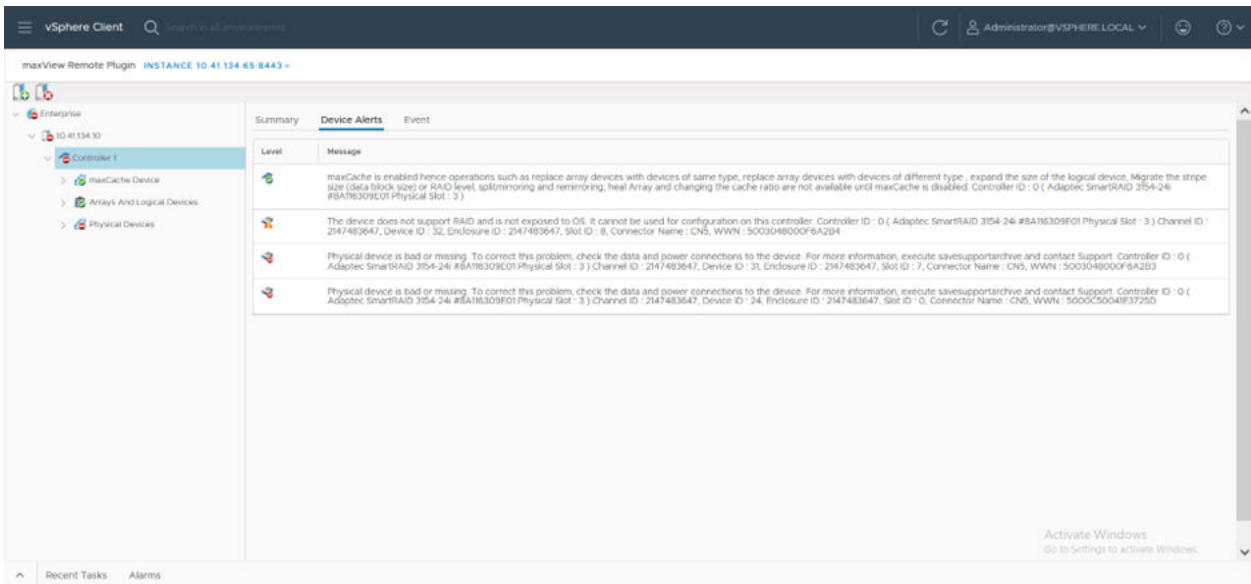 vSphere Client
Search in all environments
Administrator@VSPHERE.LOCAL
maxView Remote Plugin INSTANCE 10.41.134.65:8443
Enterprise
10.41.134.10
Controller 1
maxCache Device
Arrays And Logical Devices
Physical Devices
Summary Device Alerts Event
Level Message
maxCache is enabled hence operations such as replace array devices with devices of same type, replace array devices with devices of different type , expand the size of the logical device, Migrate the stripe
size (data block size) or RAID level, splitmirroring and remirroring, heal Array and changing the cache ratio are not available until maxCache is disabled. Controller ID : 0 ( Adaptec SmartRAID 3154-24i
#8A116309E01 Physical Slot : 3 )
The device does not support RAID and is not exposed to OS. It cannot be used for configuration on this controller. Controller ID : 0 ( Adaptec SmartRAID 3154-24i #8A116309E01 Physical Slot : 3 ) Channel ID :
2147483647, Device ID : 32, Enclosure ID : 2147483647, Slot ID : 8, Connector Name : CN5, WWN : 5003048000F6A2B4
Physical device is bad or missing. To correct this problem, check the data and power connections to the device. For more information, execute savesupportarchive and contact Support. Controller ID : 0 (
Adaptec SmartRAID 3154-24i #8A116309E01 Physical Slot : 3 ) Channel ID : 2147483647, Device ID : 31, Enclosure ID : 2147483647, Slot ID : 7, Connector Name : CN5, WWN : 5003048000F6A2B3
Physical device is bad or missing. To correct this problem, check the data and power connections to the device. For more information, execute savesupportarchive and contact Support. Controller ID : 0 (
Adaptec SmartRAID 3154-24i #8A116309E01 Physical Slot : 3 ) Channel ID : 2147483647, Device ID : 24, Enclosure ID : 2147483647, Slot ID : 0, Connector Name : CN5, WWN : 5000C50041E3725D
Activate Windows
Go to Settings to activate Windows.
Recent Tasks Alarms